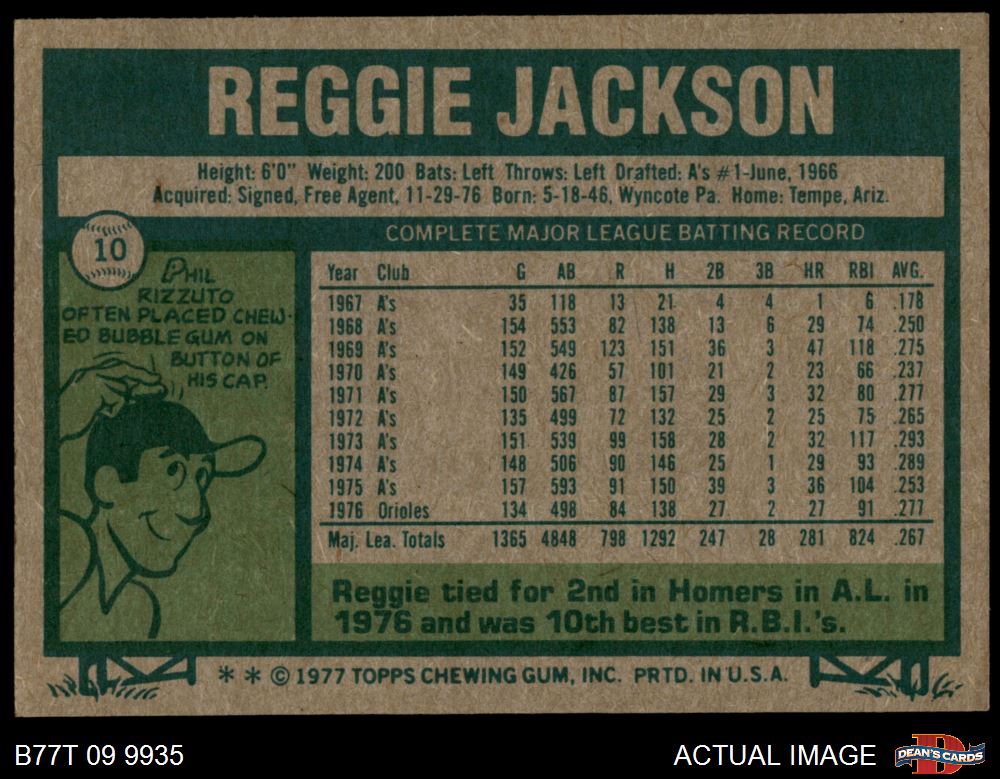 REGGIE JACKSON
Height: 6'0" Weight: 200 Bats: Left Throws: Left Drafted: A's #1-June, 1966
Acquired: Signed, Free Agent, 11-29-76 Born: 5-18-46, Wyncote Pa. Home: Tempe, Ariz.
10
PHIL
RIZZUTO
OFTEN PLACED CHEW-
ED BUBBLE GUM ON
BUTTON OF
HIS CAP.
COMPLETE MAJOR LEAGUE BATTING RECORD
Year Club G AB R H 2B 3B HR RBI AVG.
1967 A's 35 118 13 21 4 4 1 6 .178
1968 A's 154 553 82 138 13 6 29 74 .250
1969 A's 152 549 123 151 36 3 47 118 .275
1970 A's 149 426 57 101 21 2 23 66 .237
1971 A's 150 567 87 157 29 3 32 80 .277
1972 A's 135 499 72 132 25 2 25 75 .265
1973 A's 151 539 99 158 28 2 32 117 .293
1974 A's 148 506 90 146 25 1 29 93 .289
1975 A's 157 593 91 150 39 3 36 104 .253
1976 Orioles 134 498 84 138 27 2 27 91 .277
Maj. Lea. Totals 1365 4848 798 1292 247 28 281 824 .267
Reggie tied for 2nd in Homers in A.L. in
1976 and was 10th best in R.B.I.'s.
* * © 1977 TOPPS CHEWING GUM, INC. PRTD. IN U.S.A.
B77T 09 9935
ACTUAL IMAGE
D
DEAN'S CARDS